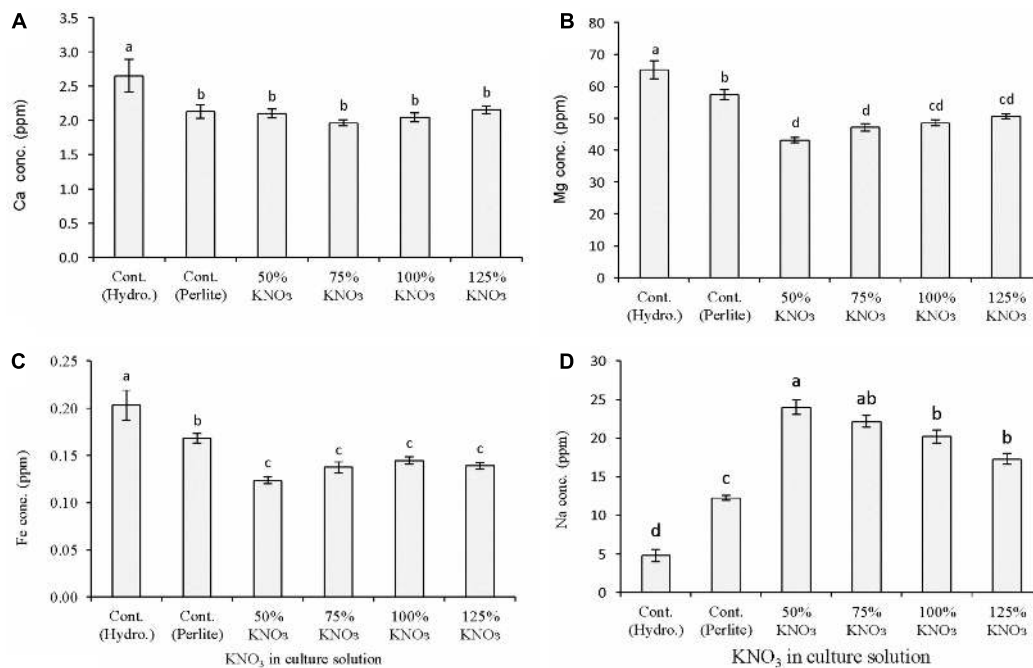 A
Ca conc. (ppm)
3.5
3.0
2.5
2.0
1.5
1.0
0.5
0.0
a
b
b
b
b
b
Cont. (Hydro.)
Cont. (Perlite)
50% KNO₃
75% KNO₃
100% KNO₃
125% KNO₃
B
Mg conc. (ppm)
80
70
60
50
40
30
20
10
0
a
b
d
d
cd
cd
Cont. (Hydro.)
Cont. (Perlite)
50% KNO₃
75% KNO₃
100% KNO₃
125% KNO₃
C
Fe conc. (ppm)
0.25
0.20
0.15
0.10
0.05
0.00
a
b
c
c
c
c
Cont. (Hydro.)
Cont. (Perlite)
50% KNO₃
75% KNO₃
100% KNO₃
125% KNO₃
KNO₃ in culture solution
D
Na conc. (ppm)
30
25
20
15
10
5
0
d
c
a
ab
b
b
Cont. (Hydro.)
Cont. (Perlite)
50% KNO₃
75% KNO₃
100% KNO₃
125% KNO₃
KNO₃ in culture solution